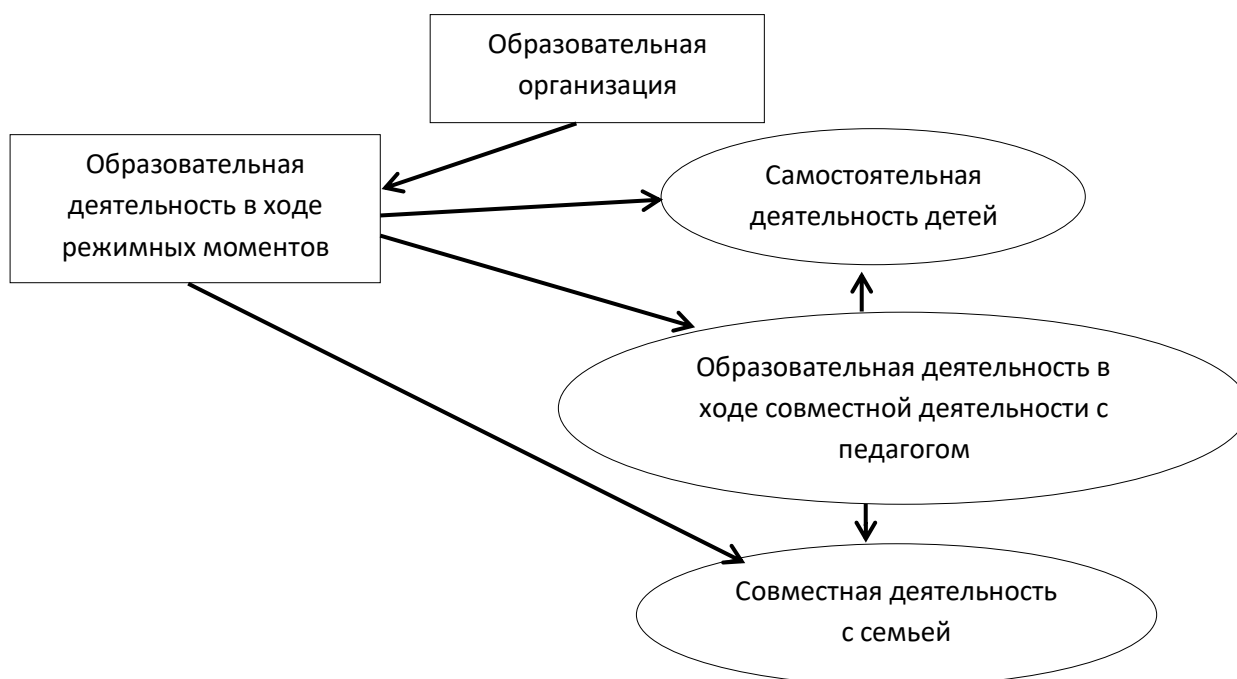 Образовательная
организация
Образовательная
деятельность в ходе
режимных моментов
Самостоятельная
деятельность детей
Образовательная деятельность в
ходе совместной деятельности с
педагогом
Совместная деятельность
с семьей